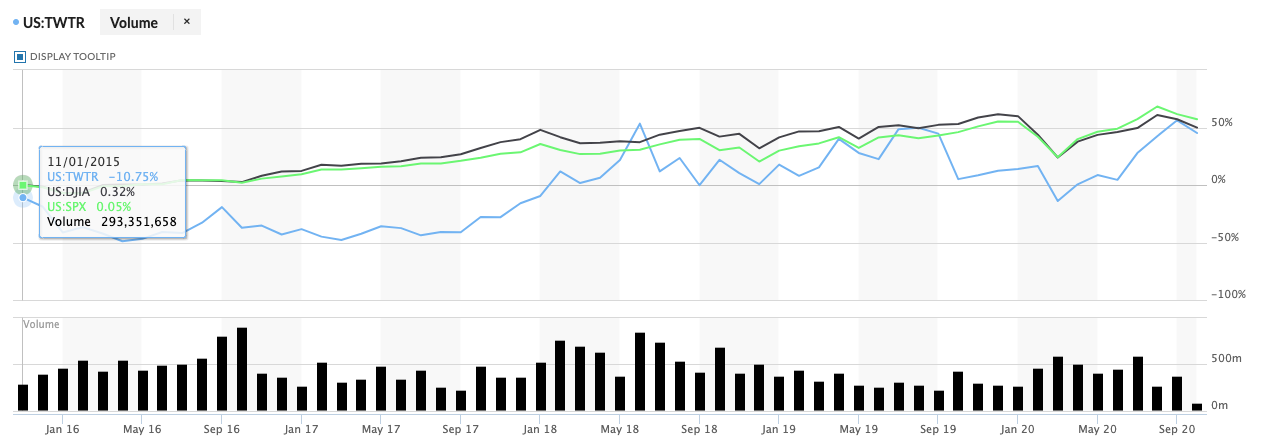 US:TWTR Volume ×
DISPLAY TOOLTIP
50%
0%
-50%
-100%
11/01/2015
US:TWTR -10.75%
US:DJIA 0.32%
US:SPX 0.05%
Volume 293,351,658
Volume
500m
0m
Jan 16 May 16 Sep 16 Jan 17 May 17 Sep 17 Jan 18 May 18 Sep 18 Jan 19 May 19 Sep 19 Jan 20 May 20 Sep 20